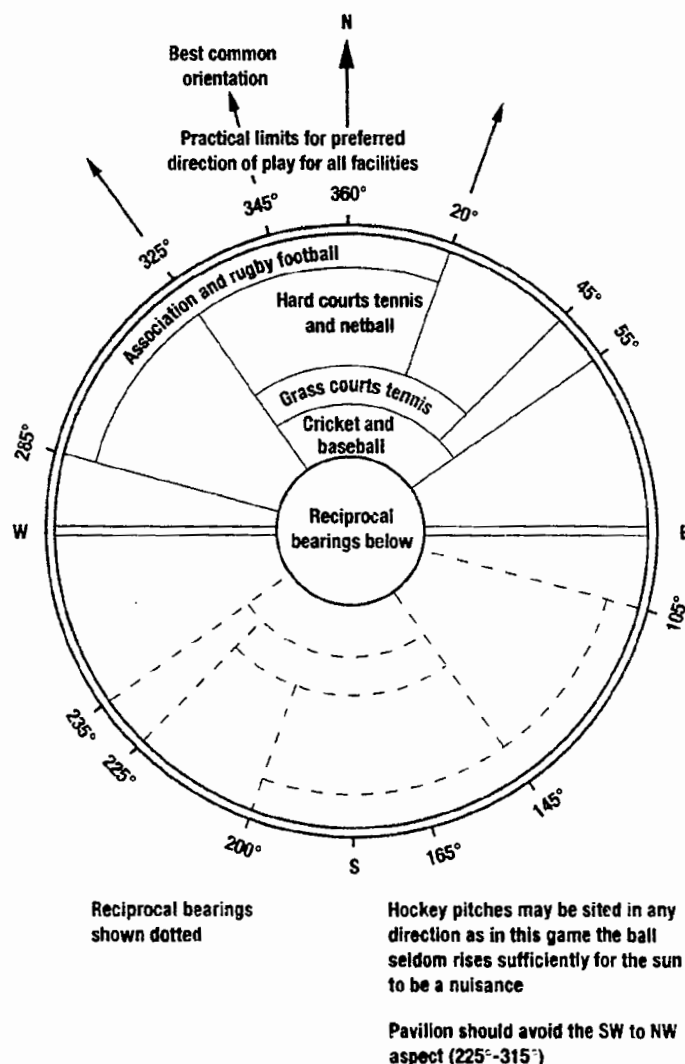 N
Best common
orientation
Practical limits for preferred
direction of play for all facilities
345°
360°
20°
325°
45°
55°
285°
Association and rugby football
Hard courts tennis
and netball
Grass courts tennis
Cricket and
baseball
W
Reciprocal
bearings below
E
105°
235°
225°
200°
S
165°
145°
Reciprocal bearings
shown dotted
Hockey pitches may be sited in any
direction as in this game the ball
seldom rises sufficiently for the sun
to be a nuisance
Pavilion should avoid the SW to NW
aspect (225°-315°)